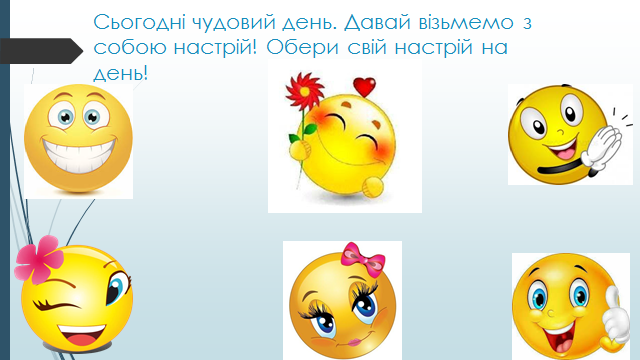 Сьогодні чудовий день. Давай візьмемо з
собою настрій! Обери свій настрій на
день!